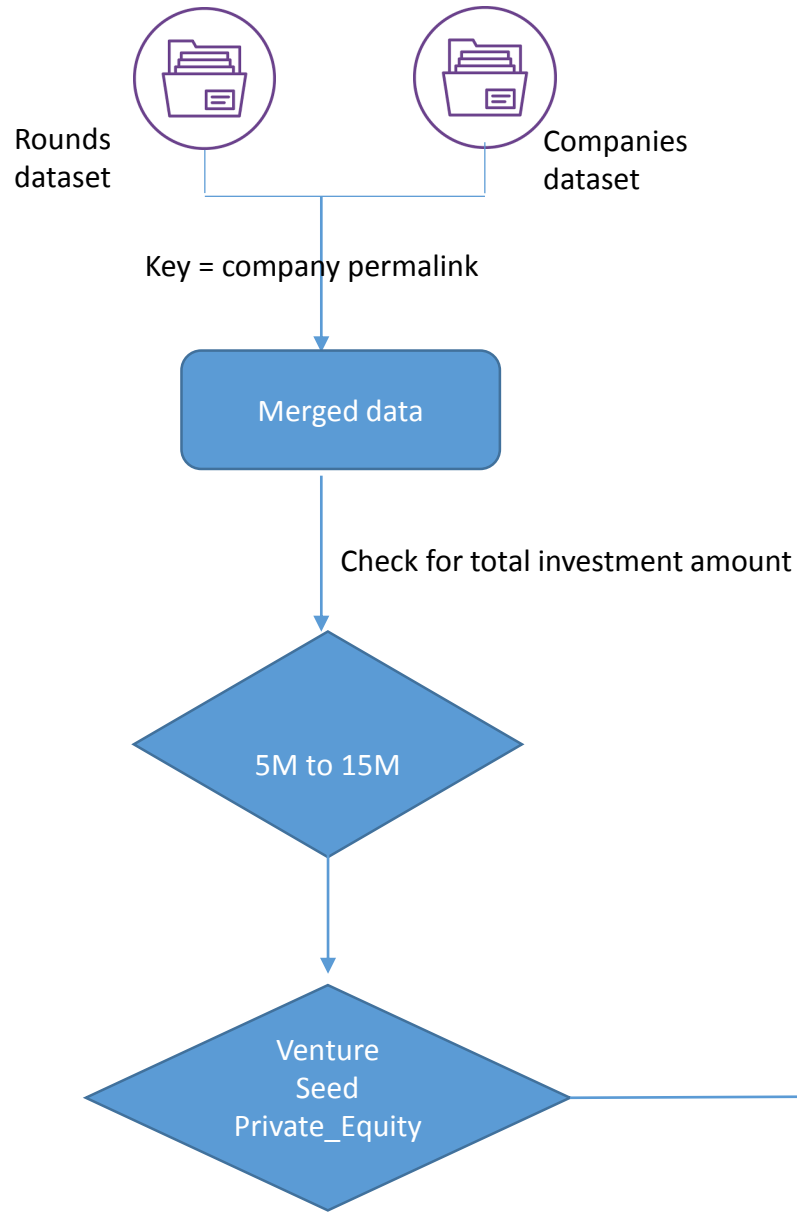 Rounds
dataset
Companies
dataset
Key = company permalink
Merged data
Check for total investment amount
5M to 15M
Venture
Seed
Private_Equity